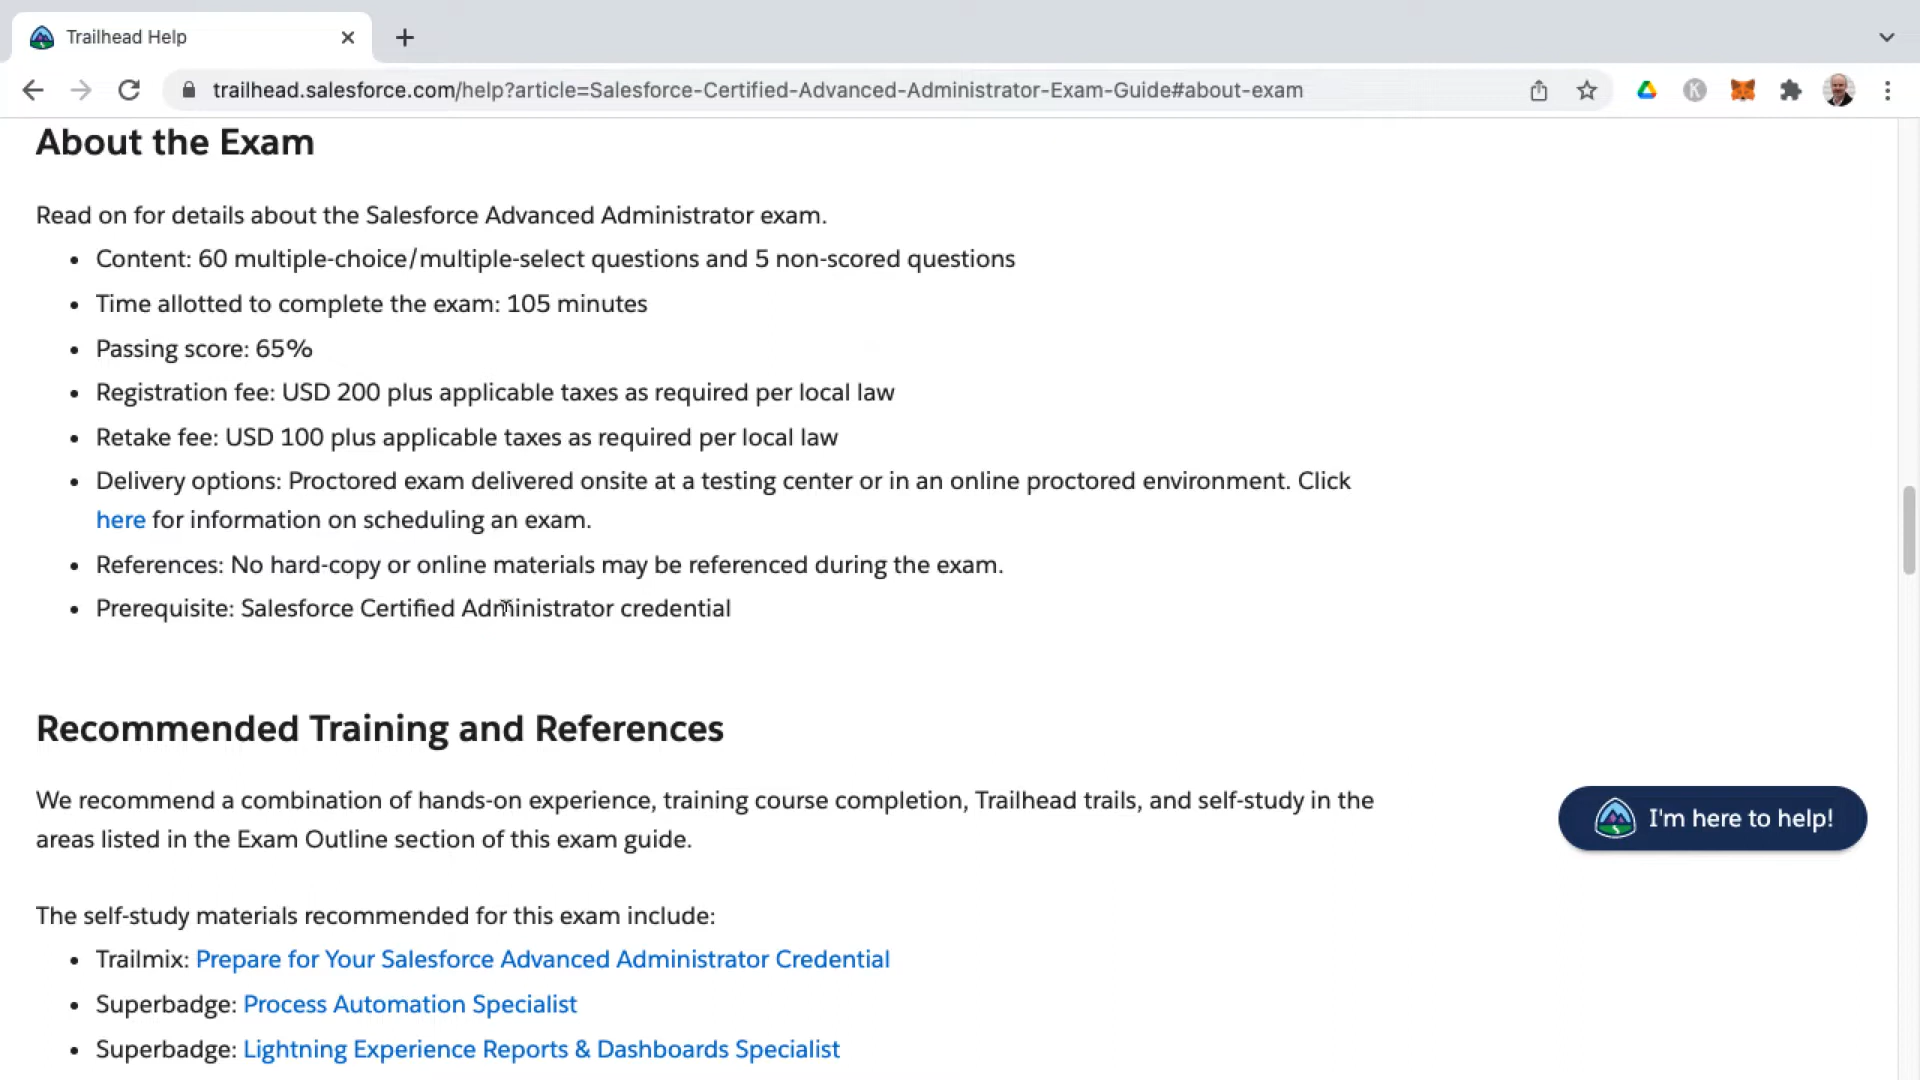 Trailhead Help
trailhead.salesforce.com/help?article=Salesforce-Certified-Advanced-Administrator-Exam-Guide#about-exam
K
About the Exam
Read on for details about the Salesforce Advanced Administrator exam.
• Content: 60 multiple-choice/multiple-select questions and 5 non-scored questions
• Time allotted to complete the exam: 105 minutes
• Passing score: 65%
• Registration fee: USD 200 plus applicable taxes as required per local law
• Retake fee: USD 100 plus applicable taxes as required per local law
• Delivery options: Proctored exam delivered onsite at a testing center or in an online proctored environment. Click
here for information on scheduling an exam.
• References: No hard-copy or online materials may be referenced during the exam.
• Prerequisite: Salesforce Certified Administrator credential
Recommended Training and References
We recommend a combination of hands-on experience, training course completion, Trailhead trails, and self-study in the
areas listed in the Exam Outline section of this exam guide.
I'm here to help!
The self-study materials recommended for this exam include:
• Trailmix: Prepare for Your Salesforce Advanced Administrator Credential
• Superbadge: Process Automation Specialist
• Superbadge: Lightning Experience Reports & Dashboards Specialist